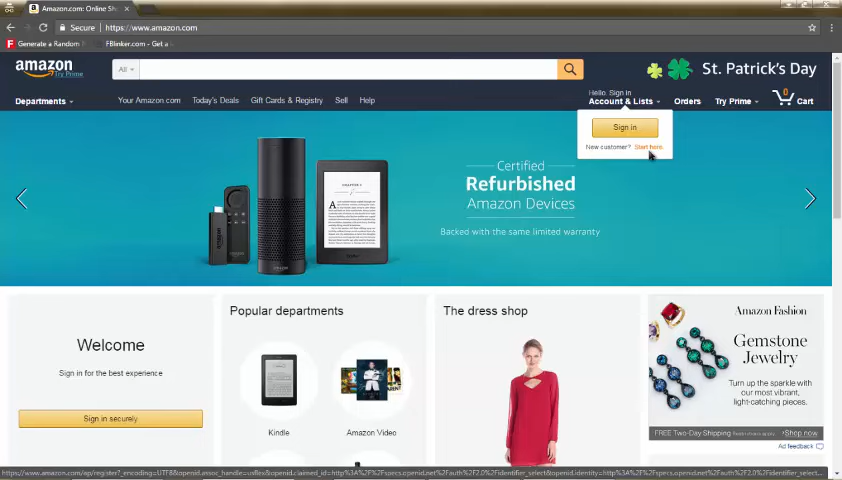 Amazon.com: Online Sh
Secure
https://www.amazon.com
Generate a Random
FBlinker.com - Get a
amazon
Try Prime
All
St. Patrick's Day
Departments
Your Amazon.com
Today's Deals
Gift Cards & Registry
Sell
Help
Hello. Sign in
Account & Lists
Orders
Try Prime
0
Cart
Sign in
New customer? Start here.
Certified
Refurbished
Amazon Devices
Backed with the same limited warranty
Welcome
Sign in for the best experience
Sign in securely
Popular departments
Kindle
Amazon Video
The dress shop
Amazon Fashion
Gemstone
Jewelry
Turn up the sparkle with
our most vibrant,
light-catching pieces.
FREE Two-Day Shipping
Shop now
Ad feedback